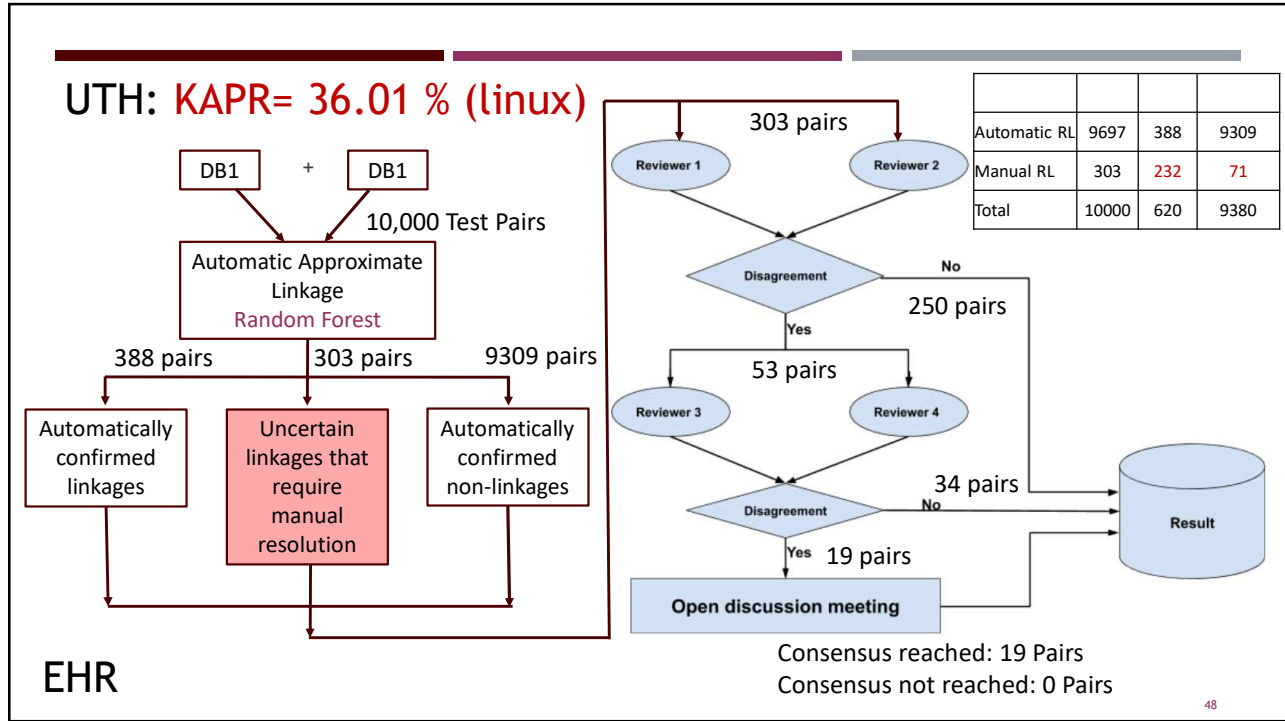 UTH: KAPR= 36.01 % (linux)
DB1
+
DB1
10,000 Test Pairs
Automatic Approximate
Linkage
Random Forest
388 pairs
303 pairs
9309 pairs
Automatically
confirmed
linkages
Uncertain
linkages that
require
manual
resolution
Automatically
confirmed
non-linkages
EHR
303 pairs
Reviewer 1
Reviewer 2
Disagreement
No
250 pairs
Yes
53 pairs
Reviewer 3
Reviewer 4
Disagreement
34 pairs
No
Yes
19 pairs
Open discussion meeting
Result
Consensus reached: 19 Pairs
Consensus not reached: 0 Pairs
Automatic RL 9697 388 9309
Manual RL 303 232 71
Total 10000 620 9380
48